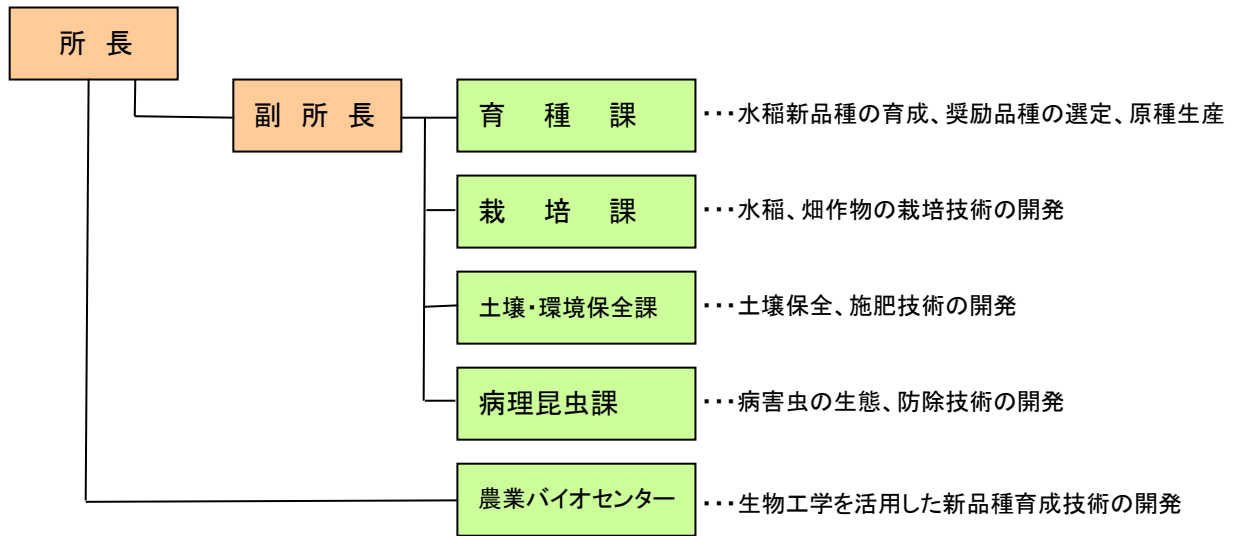 所 長
副 所 長
育 種 課
・・・水稲新品種の育成、奨励品種の選定、原種生産
栽 培 課
・・・水稲、畑作物の栽培技術の開発
土壌・環境保全課
・・・土壌保全、施肥技術の開発
病理昆虫課
・・・病害虫の生態、防除技術の開発
農業バイオセンター
・・・生物工学を活用した新品種育成技術の開発